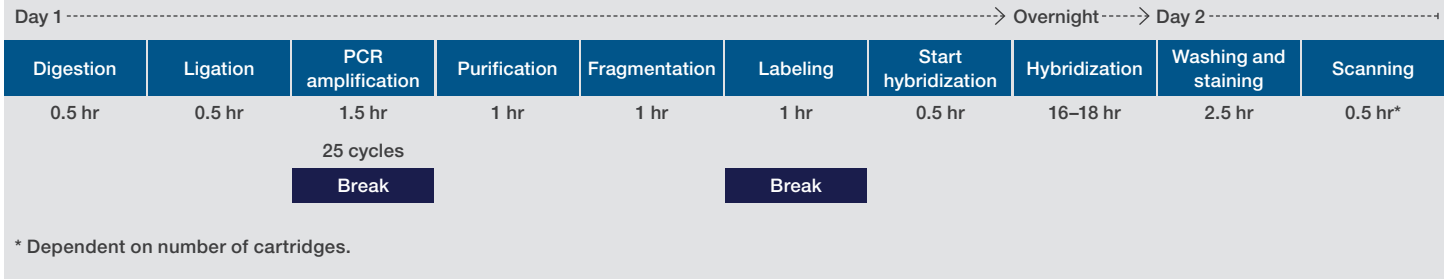 Day 1 Overnight Day 2
Digestion Ligation PCR amplification Purification Fragmentation Labeling Start hybridization Hybridization Washing and staining Scanning
0.5 hr 0.5 hr 1.5 hr 1 hr 1 hr 1 hr 0.5 hr 16–18 hr 2.5 hr 0.5 hr*
25 cycles
Break Break
* Dependent on number of cartridges.